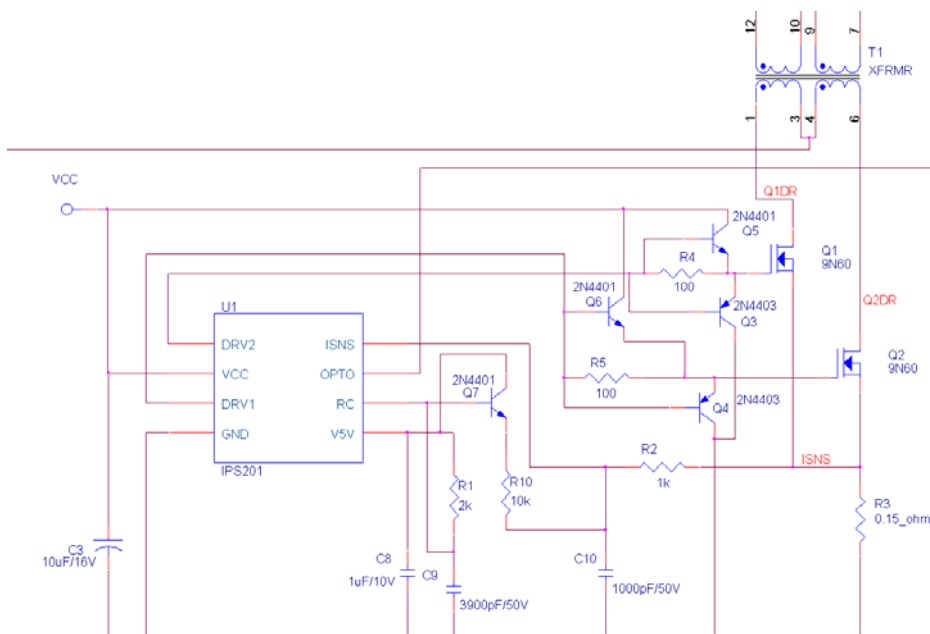 12
10
9
7
T1
XFRMR
1
3
4
6
VCC
Q1DR
2N4401
Q5
R4
100
Q1
9N60
2N4401
Q6
2N4403
Q3
Q2DR
U1
DRV2
ISNS
VCC
OPTO
DRV1
RC
GND
V5V
IPS201
2N4401
Q7
R5
100
Q2
9N60
2N4403
Q4
R2
1k
ISNS
R1
2k
R10
10k
R3
0.15_ohm
C3
10uF/16V
C8
1uF/10V
C9
3900pF/50V
C10
1000pF/50V